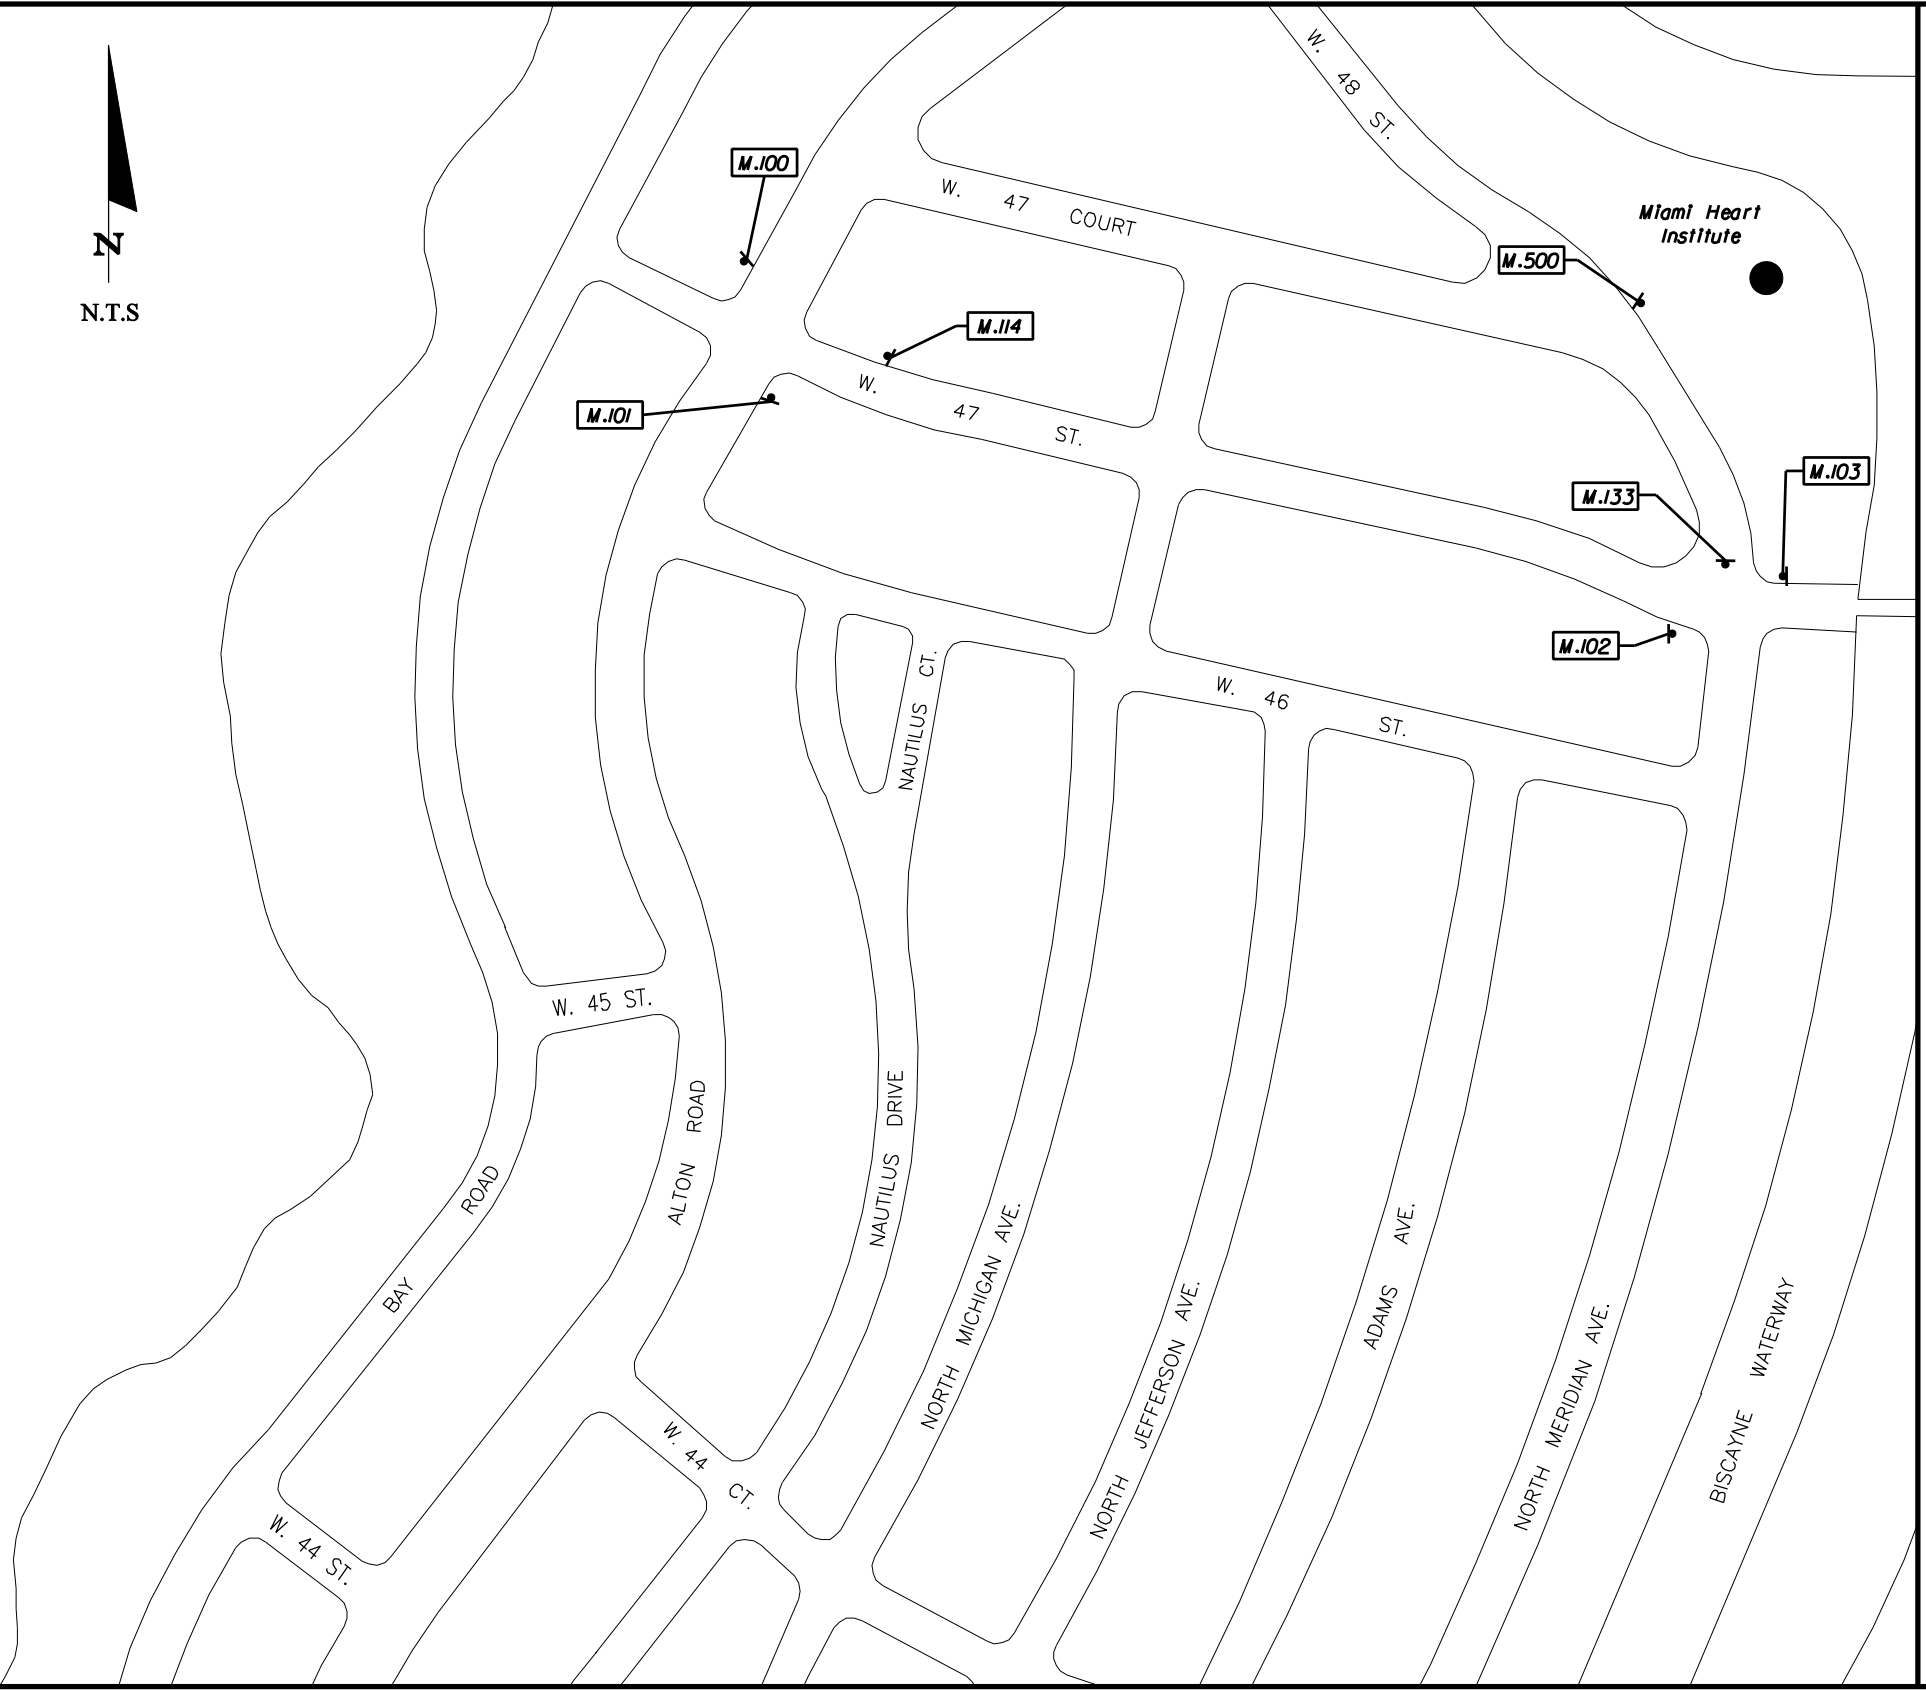 W. 48 ST.
M.100
W. 47 COURT
Miami Heart
Institute
N
M.500
N.T.S
M.114
W. 47 ST.
M.101
M.103
M.133
M.102
NAUTILUS CT.
W. 46 ST.
W. 45 ST.
BAY ROAD
ALTON ROAD
NAUTILUS DRIVE
NORTH MICHIGAN AVE.
NORTH JEFFERSON AVE.
ADAMS AVE.
NORTH MERIDIAN AVE.
BISCAYNE WATERWAY
W. 44 CT.
W. 44 ST.